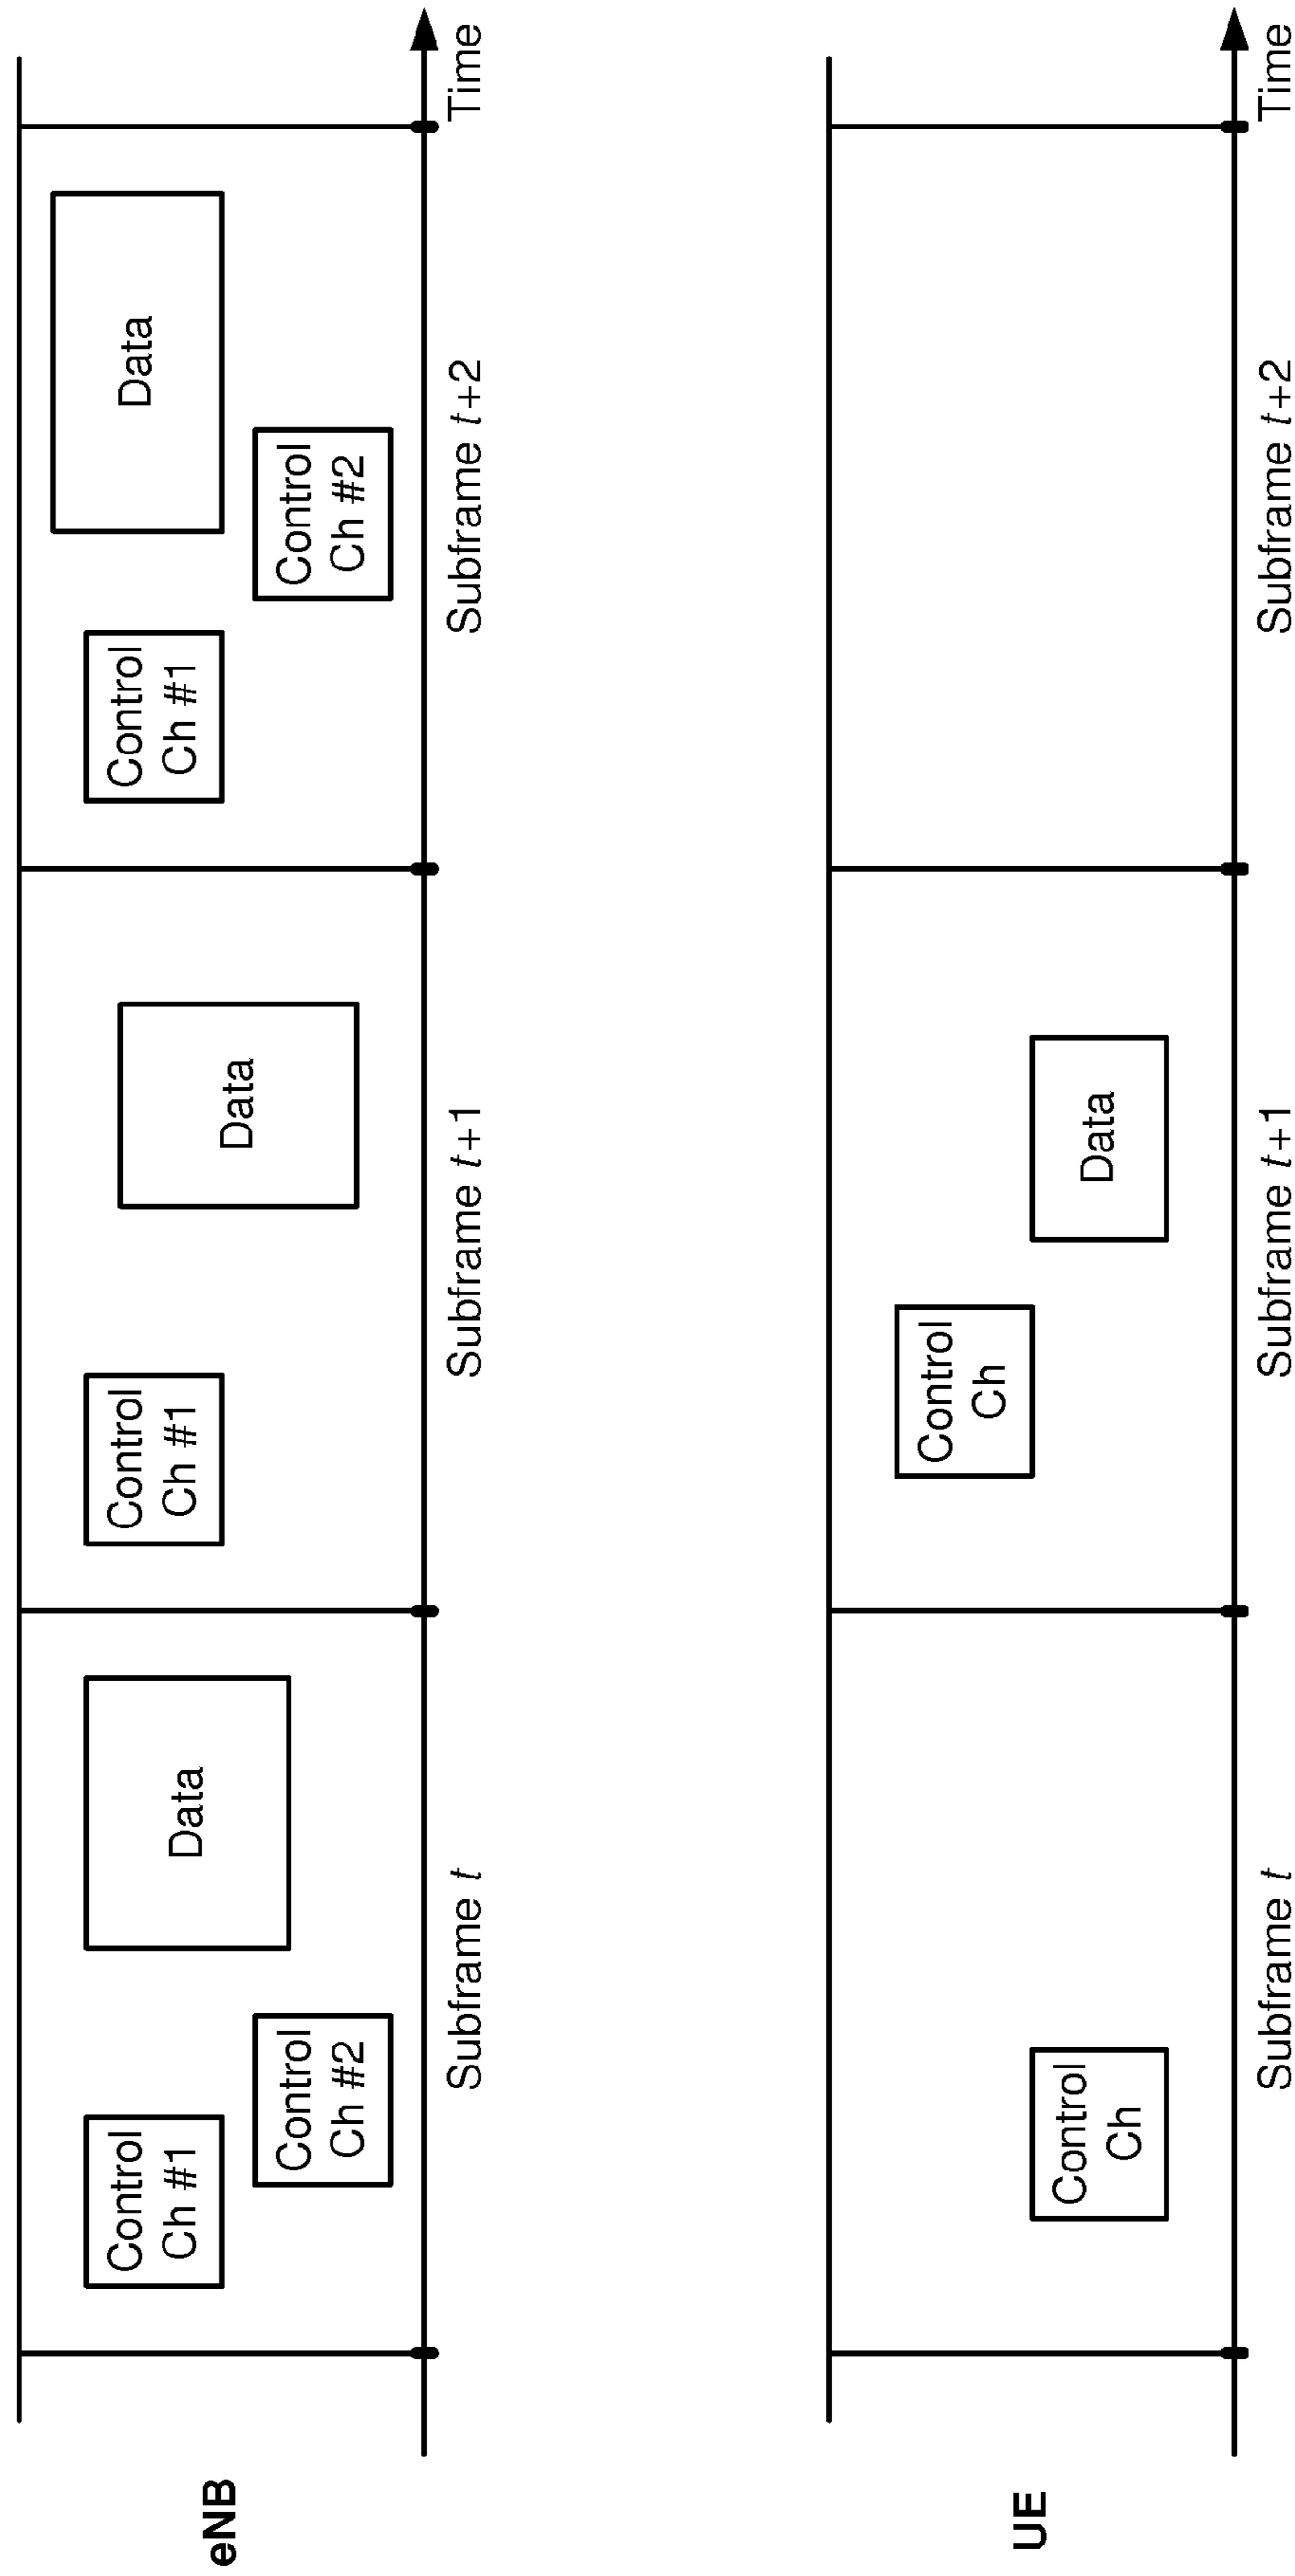 eNB
Control
Ch #1
Control
Ch #2
Data
Control
Ch #1
Data
Control
Ch #1
Control
Ch #2
Data
Subframe t
Subframe t+1
Subframe t+2
Time
UE
Control
Ch
Control
Ch
Data
Subframe t
Subframe t+1
Subframe t+2
Time